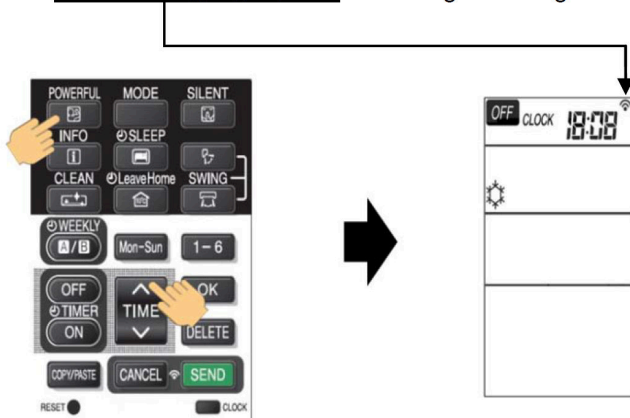 POWERFUL MODE SILENT
INFO SLEEP
CLEAN LeaveHome SWING
WEEKLY
A/B Mon-Sun 1–6
OFF OK
TIMER TIME
ON DELETE
COPY/PASTE CANCEL SEND
RESET CLOCK
OFF CLOCK 18:08